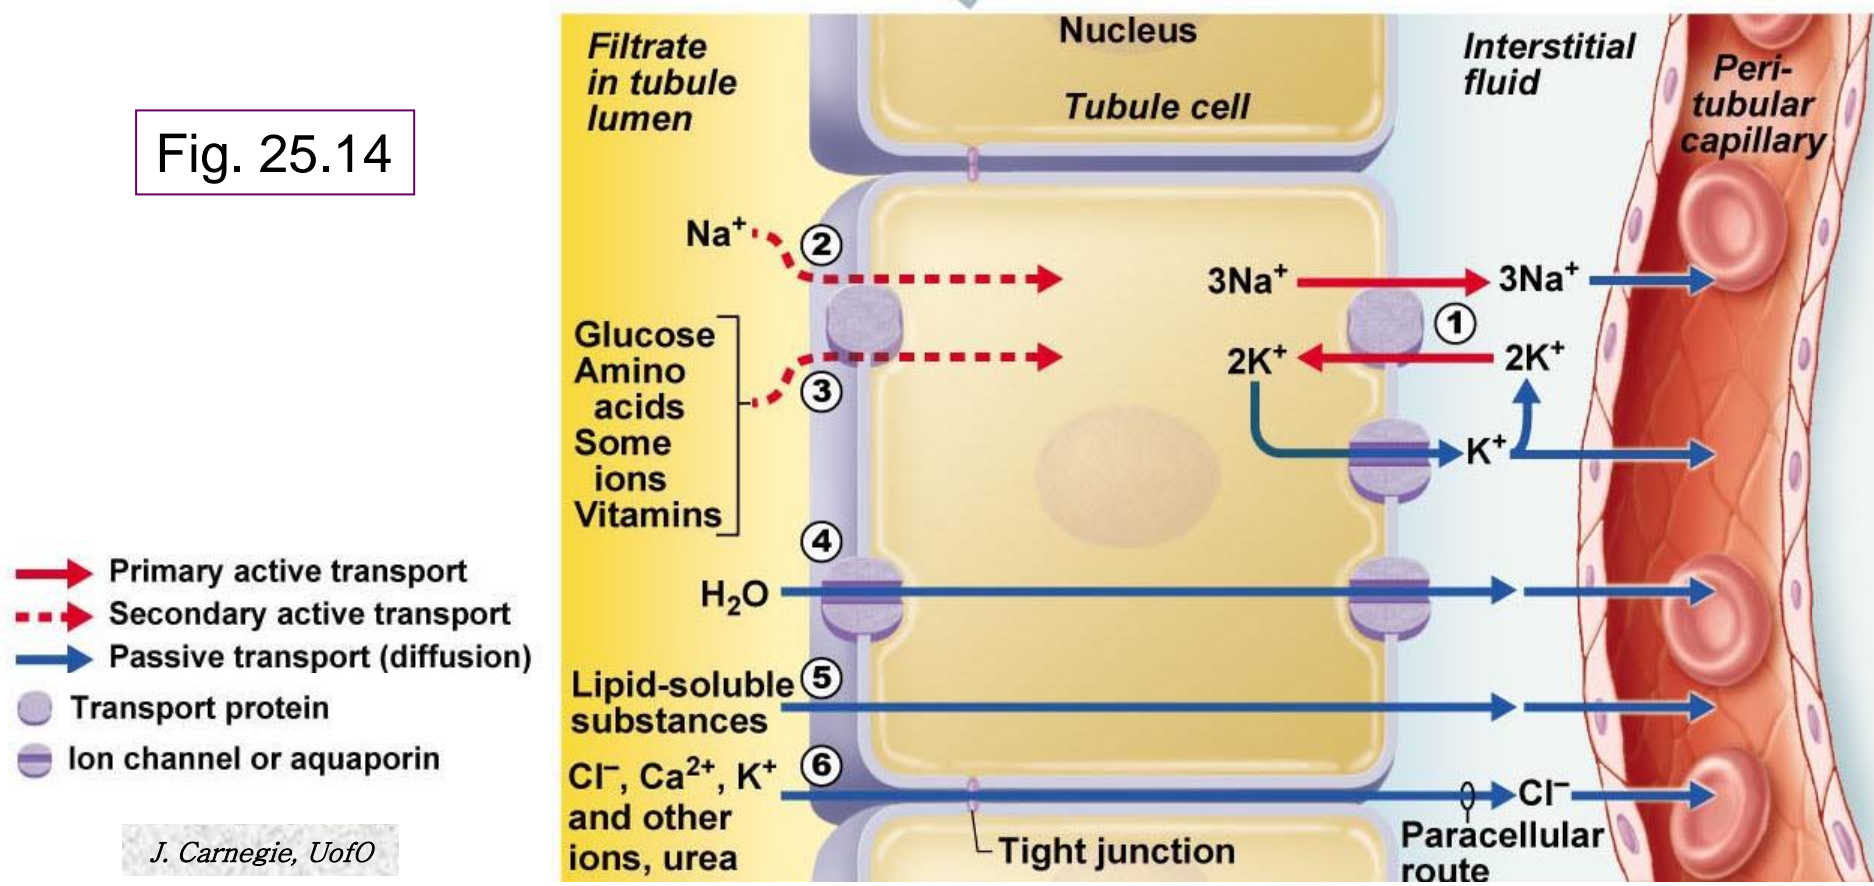 Fig. 25.14
Filtrate
in tubule
lumen
Nucleus
Tubule cell
Interstitial
fluid
Peri-
tubular
capillary
Na⁺
②
3Na⁺
3Na⁺
①
Glucose
Amino
acids
Some
ions
Vitamins
③
2K⁺
2K⁺
K⁺
④
H₂O
Lipid-soluble
substances
⑤
Cl⁻, Ca²⁺, K⁺
and other
ions, urea
⑥
Cl⁻
Tight junction
Paracellular
route
Primary active transport
Secondary active transport
Passive transport (diffusion)
Transport protein
Ion channel or aquaporin
J. Carnegie, UofO